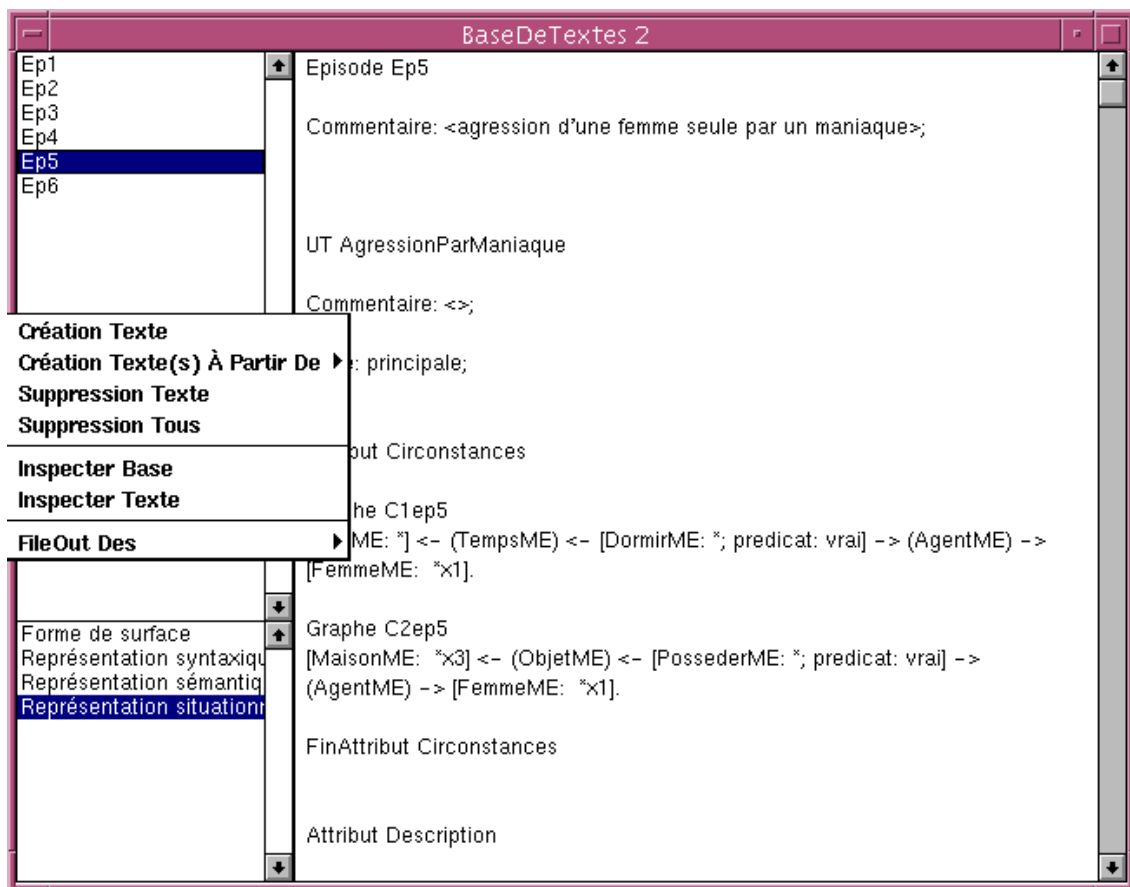 BaseDeTextes 2
Ep1
Ep2
Ep3
Ep4
Ep5
Ep6
Création Texte
Création Texte(s) À Partir De
Suppression Texte
Suppression Tous
Inspecter Base
Inspecter Texte
FileOut Des
Forme de surface
Représentation syntaxiqu
Représentation sémantiq
Représentation situationn
Episode Ep5
Commentaire: <agression d'une femme seule par un maniaque>;
UT AgressionParManiaque
Commentaire: <>;
: principale;
but Circonstances
he C1ep5
ME: *] <- (TempsME) <- [DormirME: *; predicat: vrai] -> (AgentME) ->
[FemmeME: *x1].
Graphe C2ep5
[MaisonME: *x3] <- (ObjetME) <- [PossederME: *; predicat: vrai] ->
(AgentME) -> [FemmeME: *x1].
FinAttribut Circonstances
Attribut Description